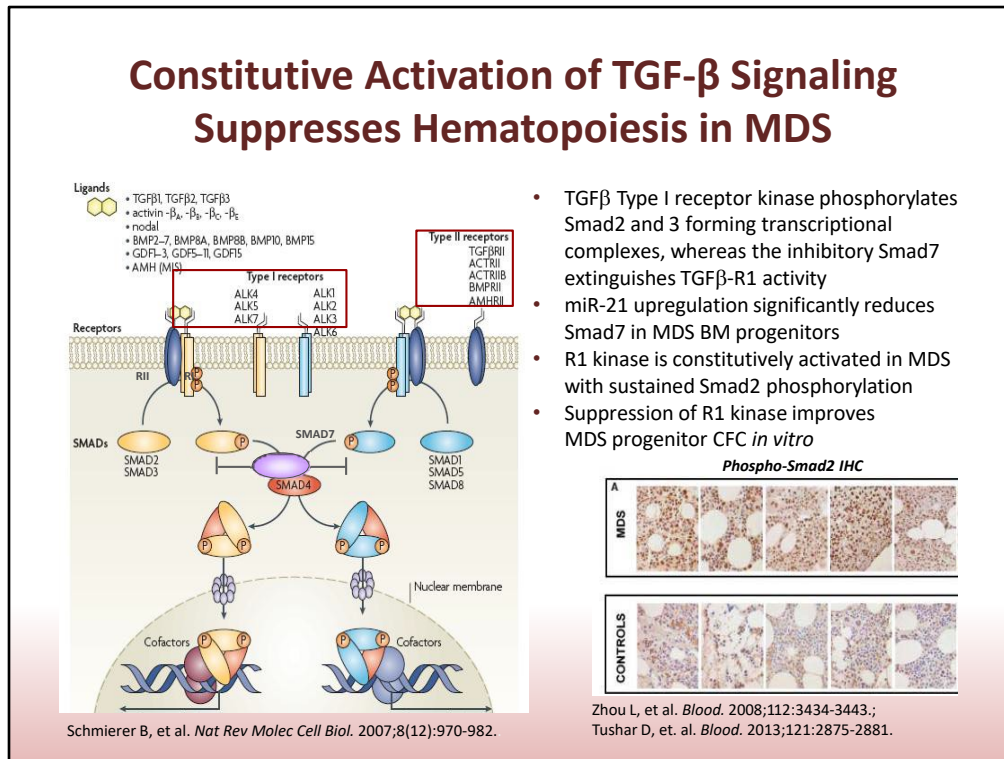 Constitutive Activation of TGF-β Signaling
Suppresses Hematopoiesis in MDS
Ligands
• TGFβ1, TGFβ2, TGFβ3
• activin -βA, -βB, -βC, -βE
• nodal
• BMP2–7, BMP8A, BMP8B, BMP10, BMP15
• GDF1–3, GDF5–11, GDF15
• AMH (MIS)
Type I receptors
ALK4
ALK5
ALK7
ALK1
ALK2
ALK3
ALK6
Type II receptors
TGFβRII
ACTRII
ACTRIIB
BMPRII
AMHRII
Receptors
RII
P
P
P
P
SMADs
SMAD2
SMAD3
P
SMAD7
P
SMAD4
SMAD1
SMAD5
SMAD8
P
P
P
P
Nuclear membrane
Cofactors
P
P
P
P
Cofactors
Schmierer B, et al. Nat Rev Molec Cell Biol. 2007;8(12):970-982.
• TGFβ Type I receptor kinase phosphorylates
Smad2 and 3 forming transcriptional
complexes, whereas the inhibitory Smad7
extinguishes TGFβ-R1 activity
• miR-21 upregulation significantly reduces
Smad7 in MDS BM progenitors
• R1 kinase is constitutively activated in MDS
with sustained Smad2 phosphorylation
• Suppression of R1 kinase improves
MDS progenitor CFC in vitro
Phospho-Smad2 IHC
A
MDS
CONTROLS
Zhou L, et al. Blood. 2008;112:3434-3443.;
Tushar D, et. al. Blood. 2013;121:2875-2881.